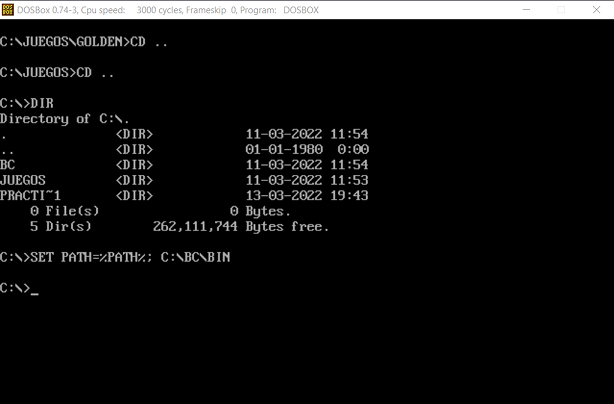 DOSBox 0.74-3, Cpu speed: 3000 cycles, Frameskip 0, Program: DOSBOX
C:\JUEGOS\GOLDEN>CD ..
C:\JUEGOS>CD ..
C:\>DIR
Directory of C:\.
. <DIR> 11-03-2022 11:54
.. <DIR> 01-01-1980 0:00
BC <DIR> 11-03-2022 11:54
JUEGOS <DIR> 11-03-2022 11:53
PRACTI~1 <DIR> 13-03-2022 19:43
0 File(s) 0 Bytes.
5 Dir(s) 262,111,744 Bytes free.
C:\>SET PATH=%PATH%; C:\BC\BIN
C:\>_